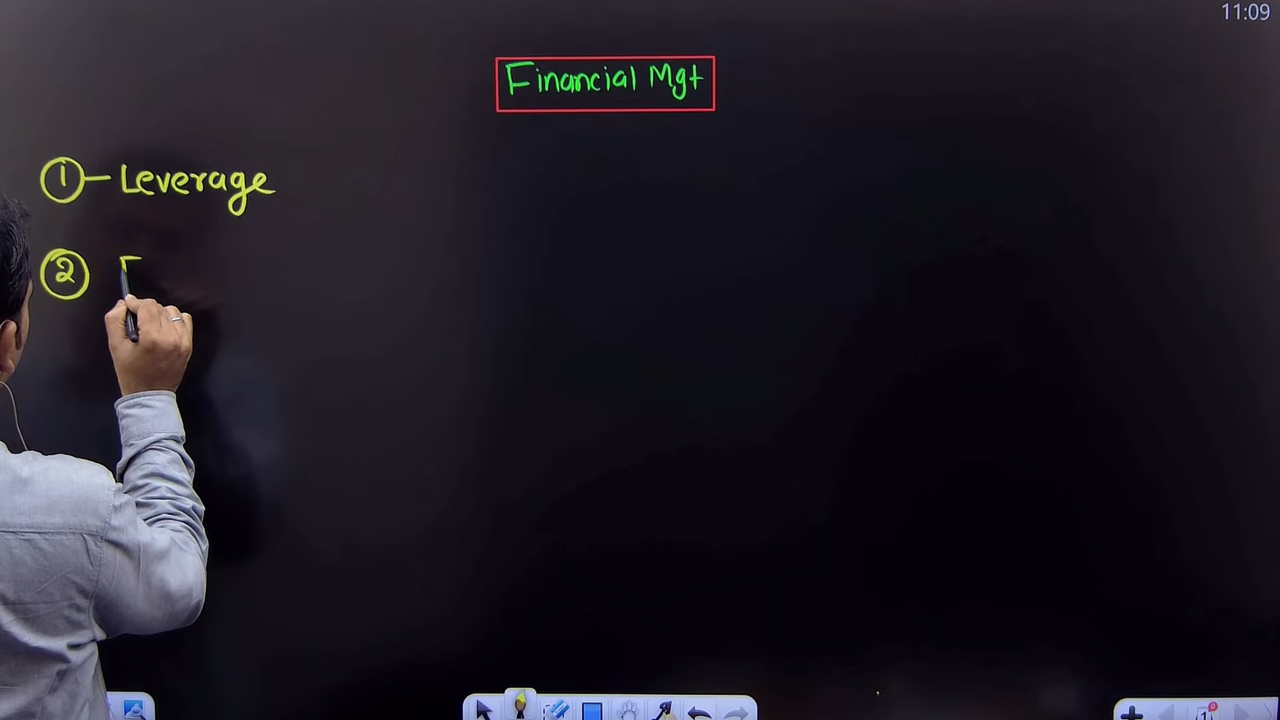 11:09
Financial Mgt
① - Leverage
②